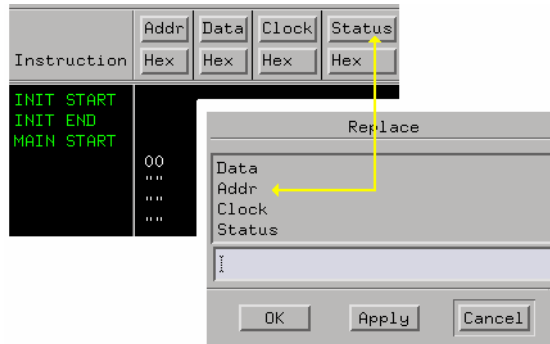 Addr Data Clock Status
Instruction Hex Hex Hex Hex
INIT START
INIT END
MAIN START
00
""
""
""
Replace
Data
Addr
Clock
Status
OK Apply Cancel